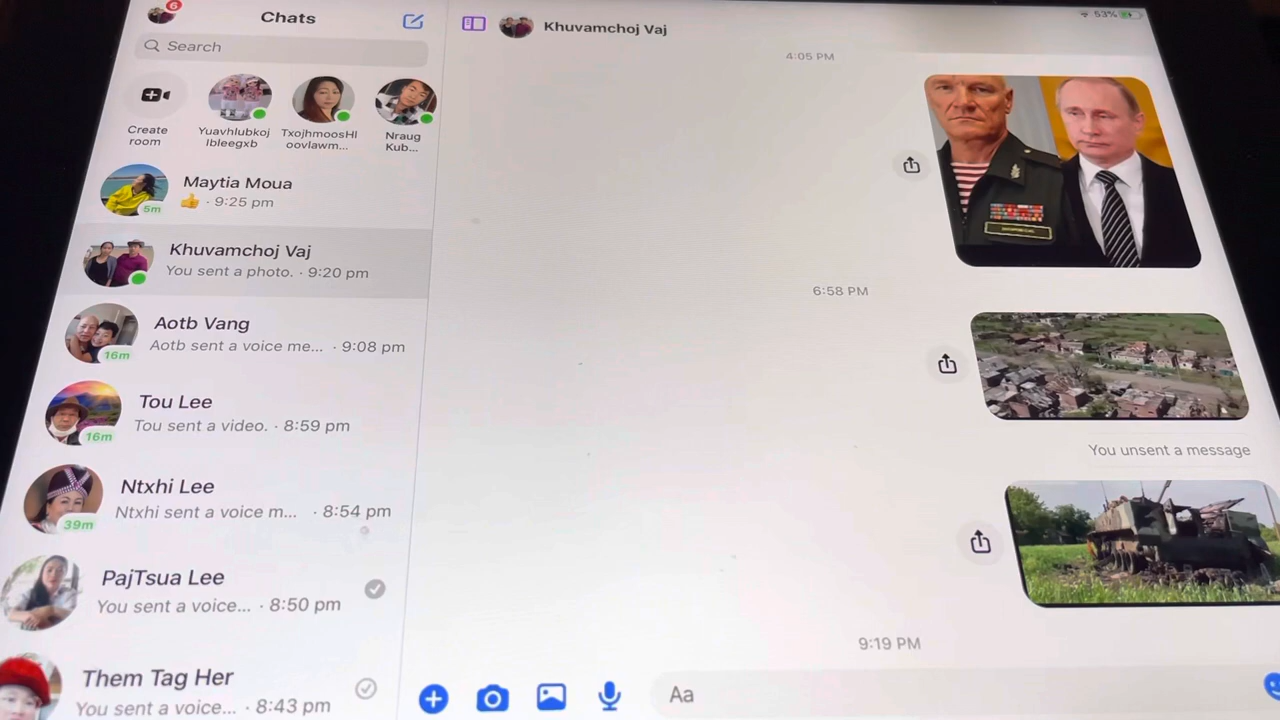 6
Chats
Search
Create
room
Yuavhlubkoj
Ibleegxb
TxojhmoosHl
oovlawm...
Nraug
Kub...
Maytia Moua
👍 · 9:25 pm
5m
Khuvamchoj Vaj
You sent a photo. · 9:20 pm
Aotb Vang
Aotb sent a voice me... · 9:08 pm
16m
Tou Lee
Tou sent a video. · 8:59 pm
16m
Ntxhi Lee
Ntxhi sent a voice m... · 8:54 pm
39m
PajTsua Lee
You sent a voice... · 8:50 pm
Them Tag Her
You sent a voice... · 8:43 pm
Khuvamchoj Vaj
53%
4:05 PM
6:58 PM
You unsent a message
9:19 PM
Aa